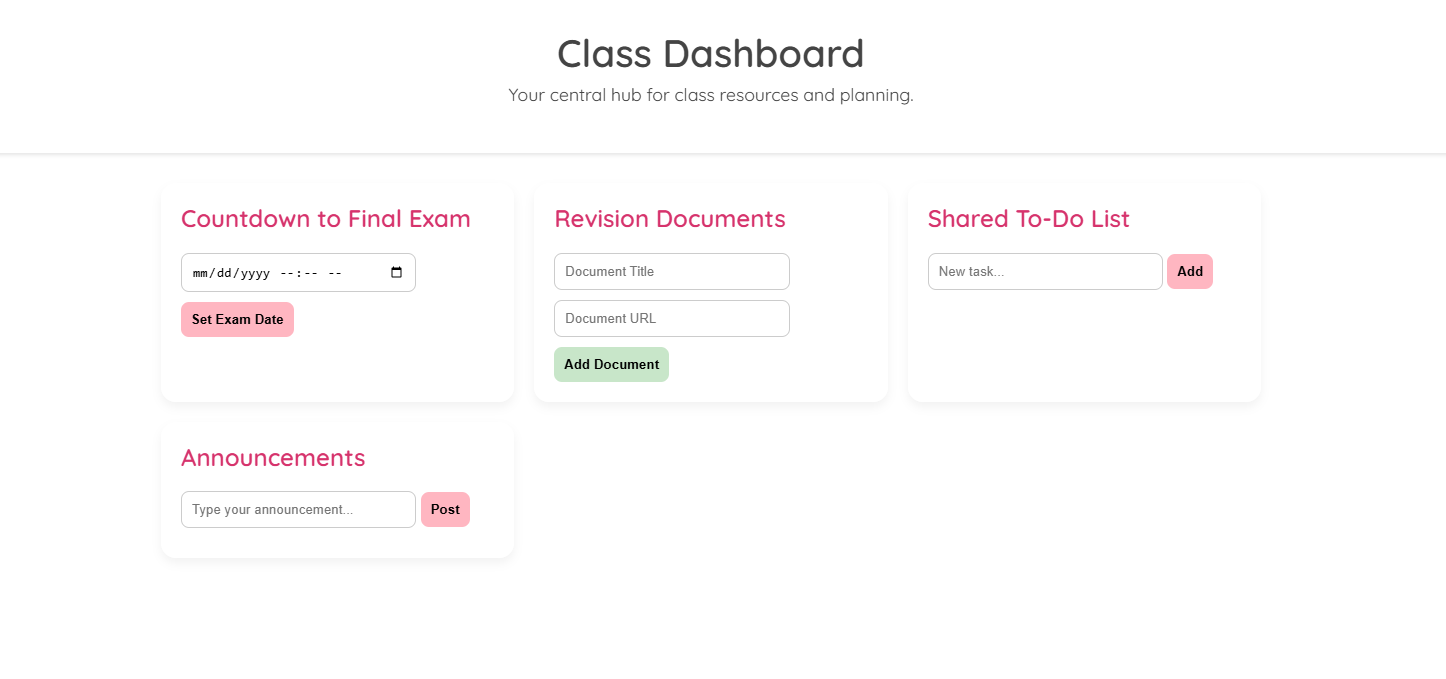 Class Dashboard
Your central hub for class resources and planning.
Countdown to Final Exam
mm/dd/yyyy --:-- --
Set Exam Date
Revision Documents
Document Title
Document URL
Add Document
Shared To-Do List
New task...
Add
Announcements
Type your announcement...
Post